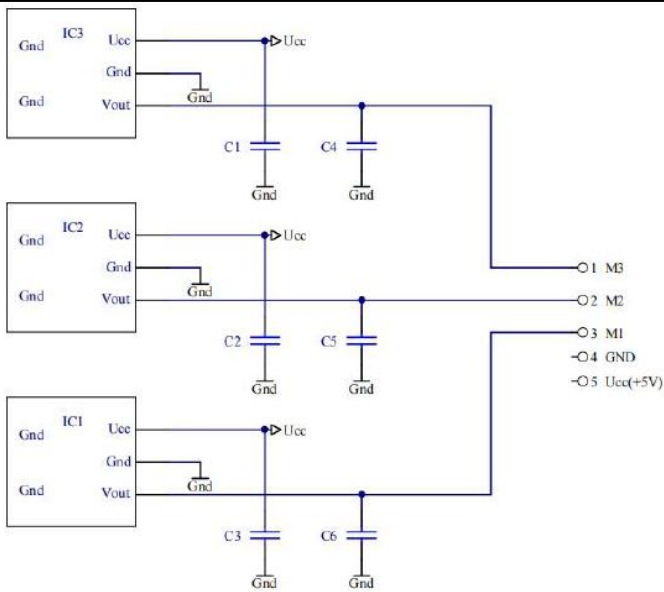 IC3
Gnd
Ucc
Ucc
Gnd
Gnd
Gnd
Vout
C1
C4
Gnd
Gnd
IC2
Gnd
Ucc
Ucc
Gnd
Gnd
Gnd
Vout
C2
C5
Gnd
Gnd
1 M3
2 M2
3 M1
4 GND
5 Ucc(+5V)
IC1
Gnd
Ucc
Ucc
Gnd
Gnd
Gnd
Vout
C3
C6
Gnd
Gnd